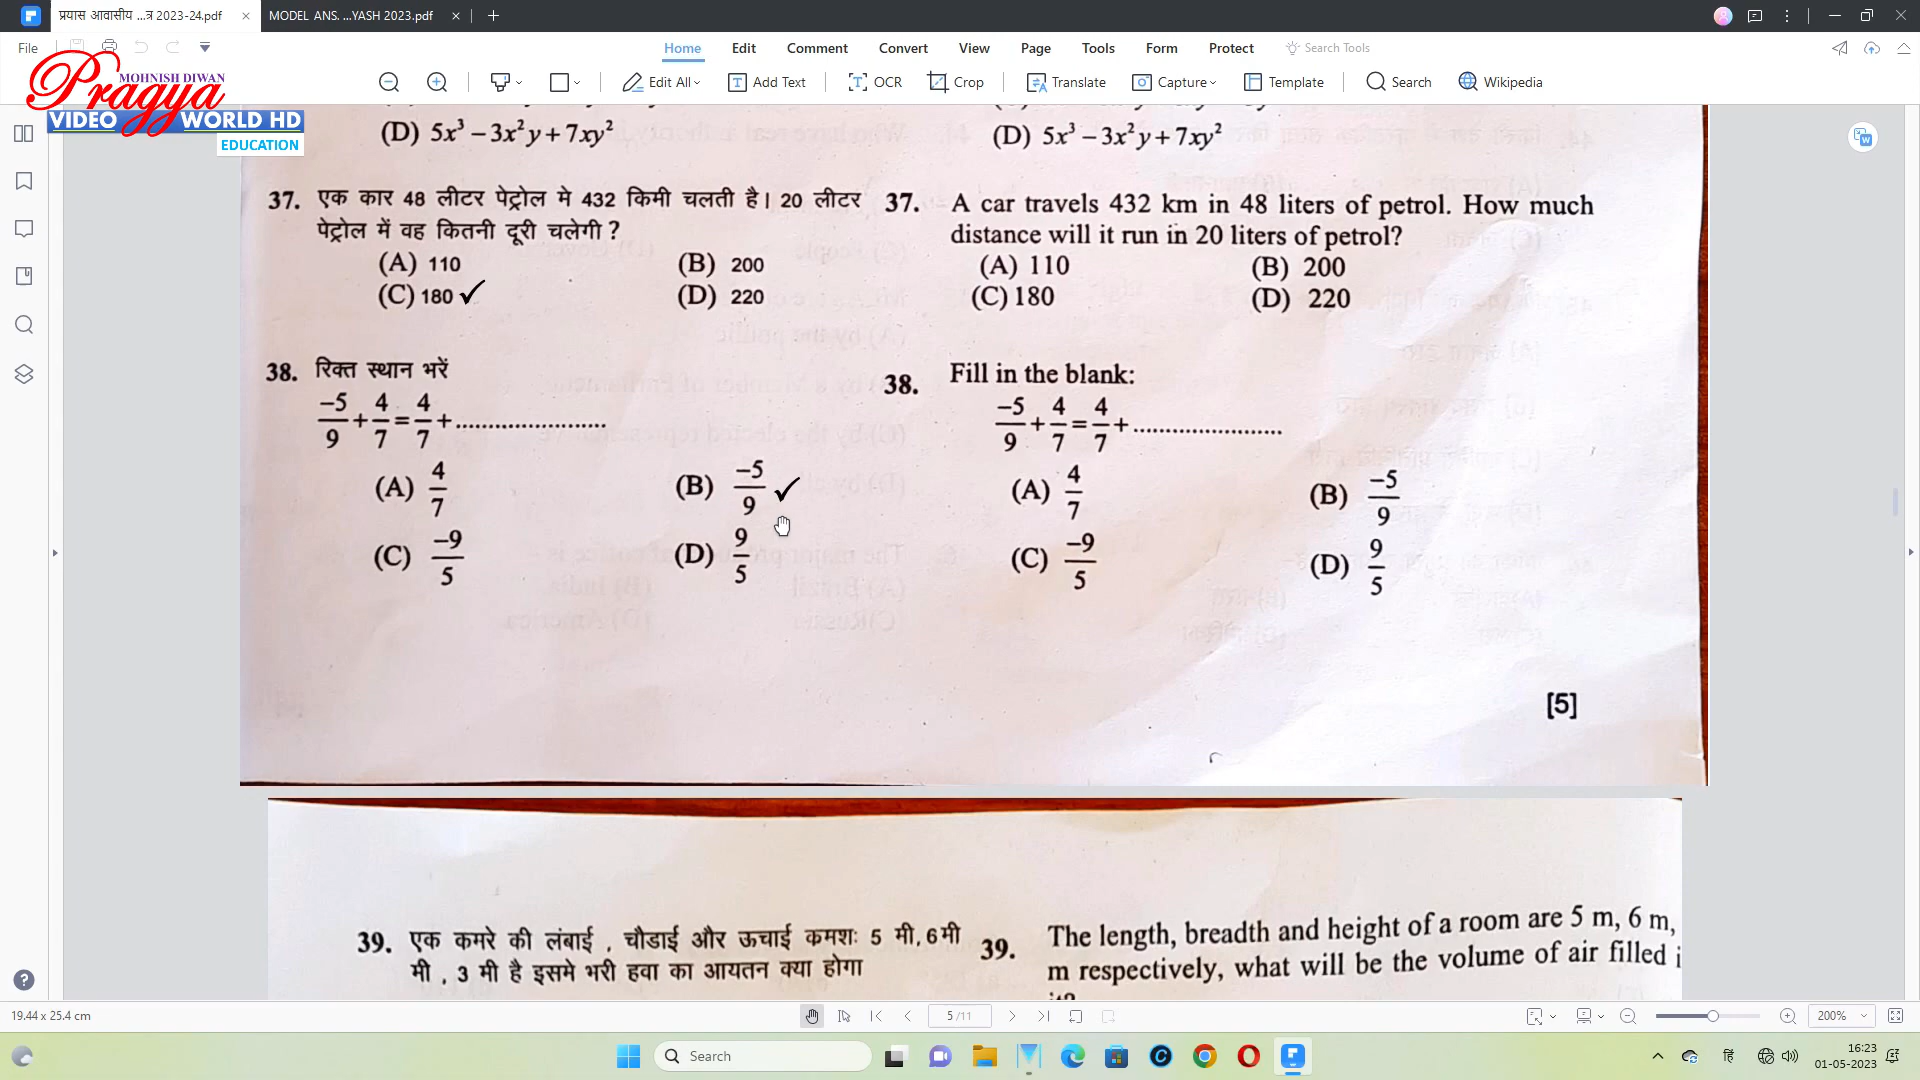 प्रयास आवासीय ...त्र 2023-24.pdf
MODEL ANS. ...YASH 2023.pdf
File
Home Edit Comment Convert View Page Tools Form Protect Search Tools
Edit All Add Text OCR Crop Translate Capture Template Search Wikipedia
MOHNISH DIWAN
Pragya
VIDEO WORLD HD
EDUCATION
(D) 5x³ – 3x²y + 7xy²
(D) 5x³ – 3x²y + 7xy²
37. एक कार 48 लीटर पेट्रोल मे 432 किमी चलती है। 20 लीटर
पेट्रोल में वह कितनी दूरी चलेगी ?
(A) 110 (B) 200
(C) 180 ✓ (D) 220
37. A car travels 432 km in 48 liters of petrol. How much
distance will it run in 20 liters of petrol?
(A) 110 (B) 200
(C) 180 (D) 220
38. रिक्त स्थान भरें
-5/9 + 4/7 = 4/7 + .......................
(A) 4/7 (B) -5/9 ✓
(C) -9/5 (D) 9/5
38. Fill in the blank:
-5/9 + 4/7 = 4/7 + .......................
(A) 4/7 (B) -5/9
(C) -9/5 (D) 9/5
[5]
39. एक कमरे की लंबाई , चौडाई और ऊचाई कमशः 5 मी, 6 मी
मी , 3 मी है इसमे भरी हवा का आयतन क्या होगा
39. The length, breadth and height of a room are 5 m, 6 m,
m respectively, what will be the volume of air filled i
19.44 x 25.4 cm
5 /11
200%
Search
हिं
16:23
01-05-2023